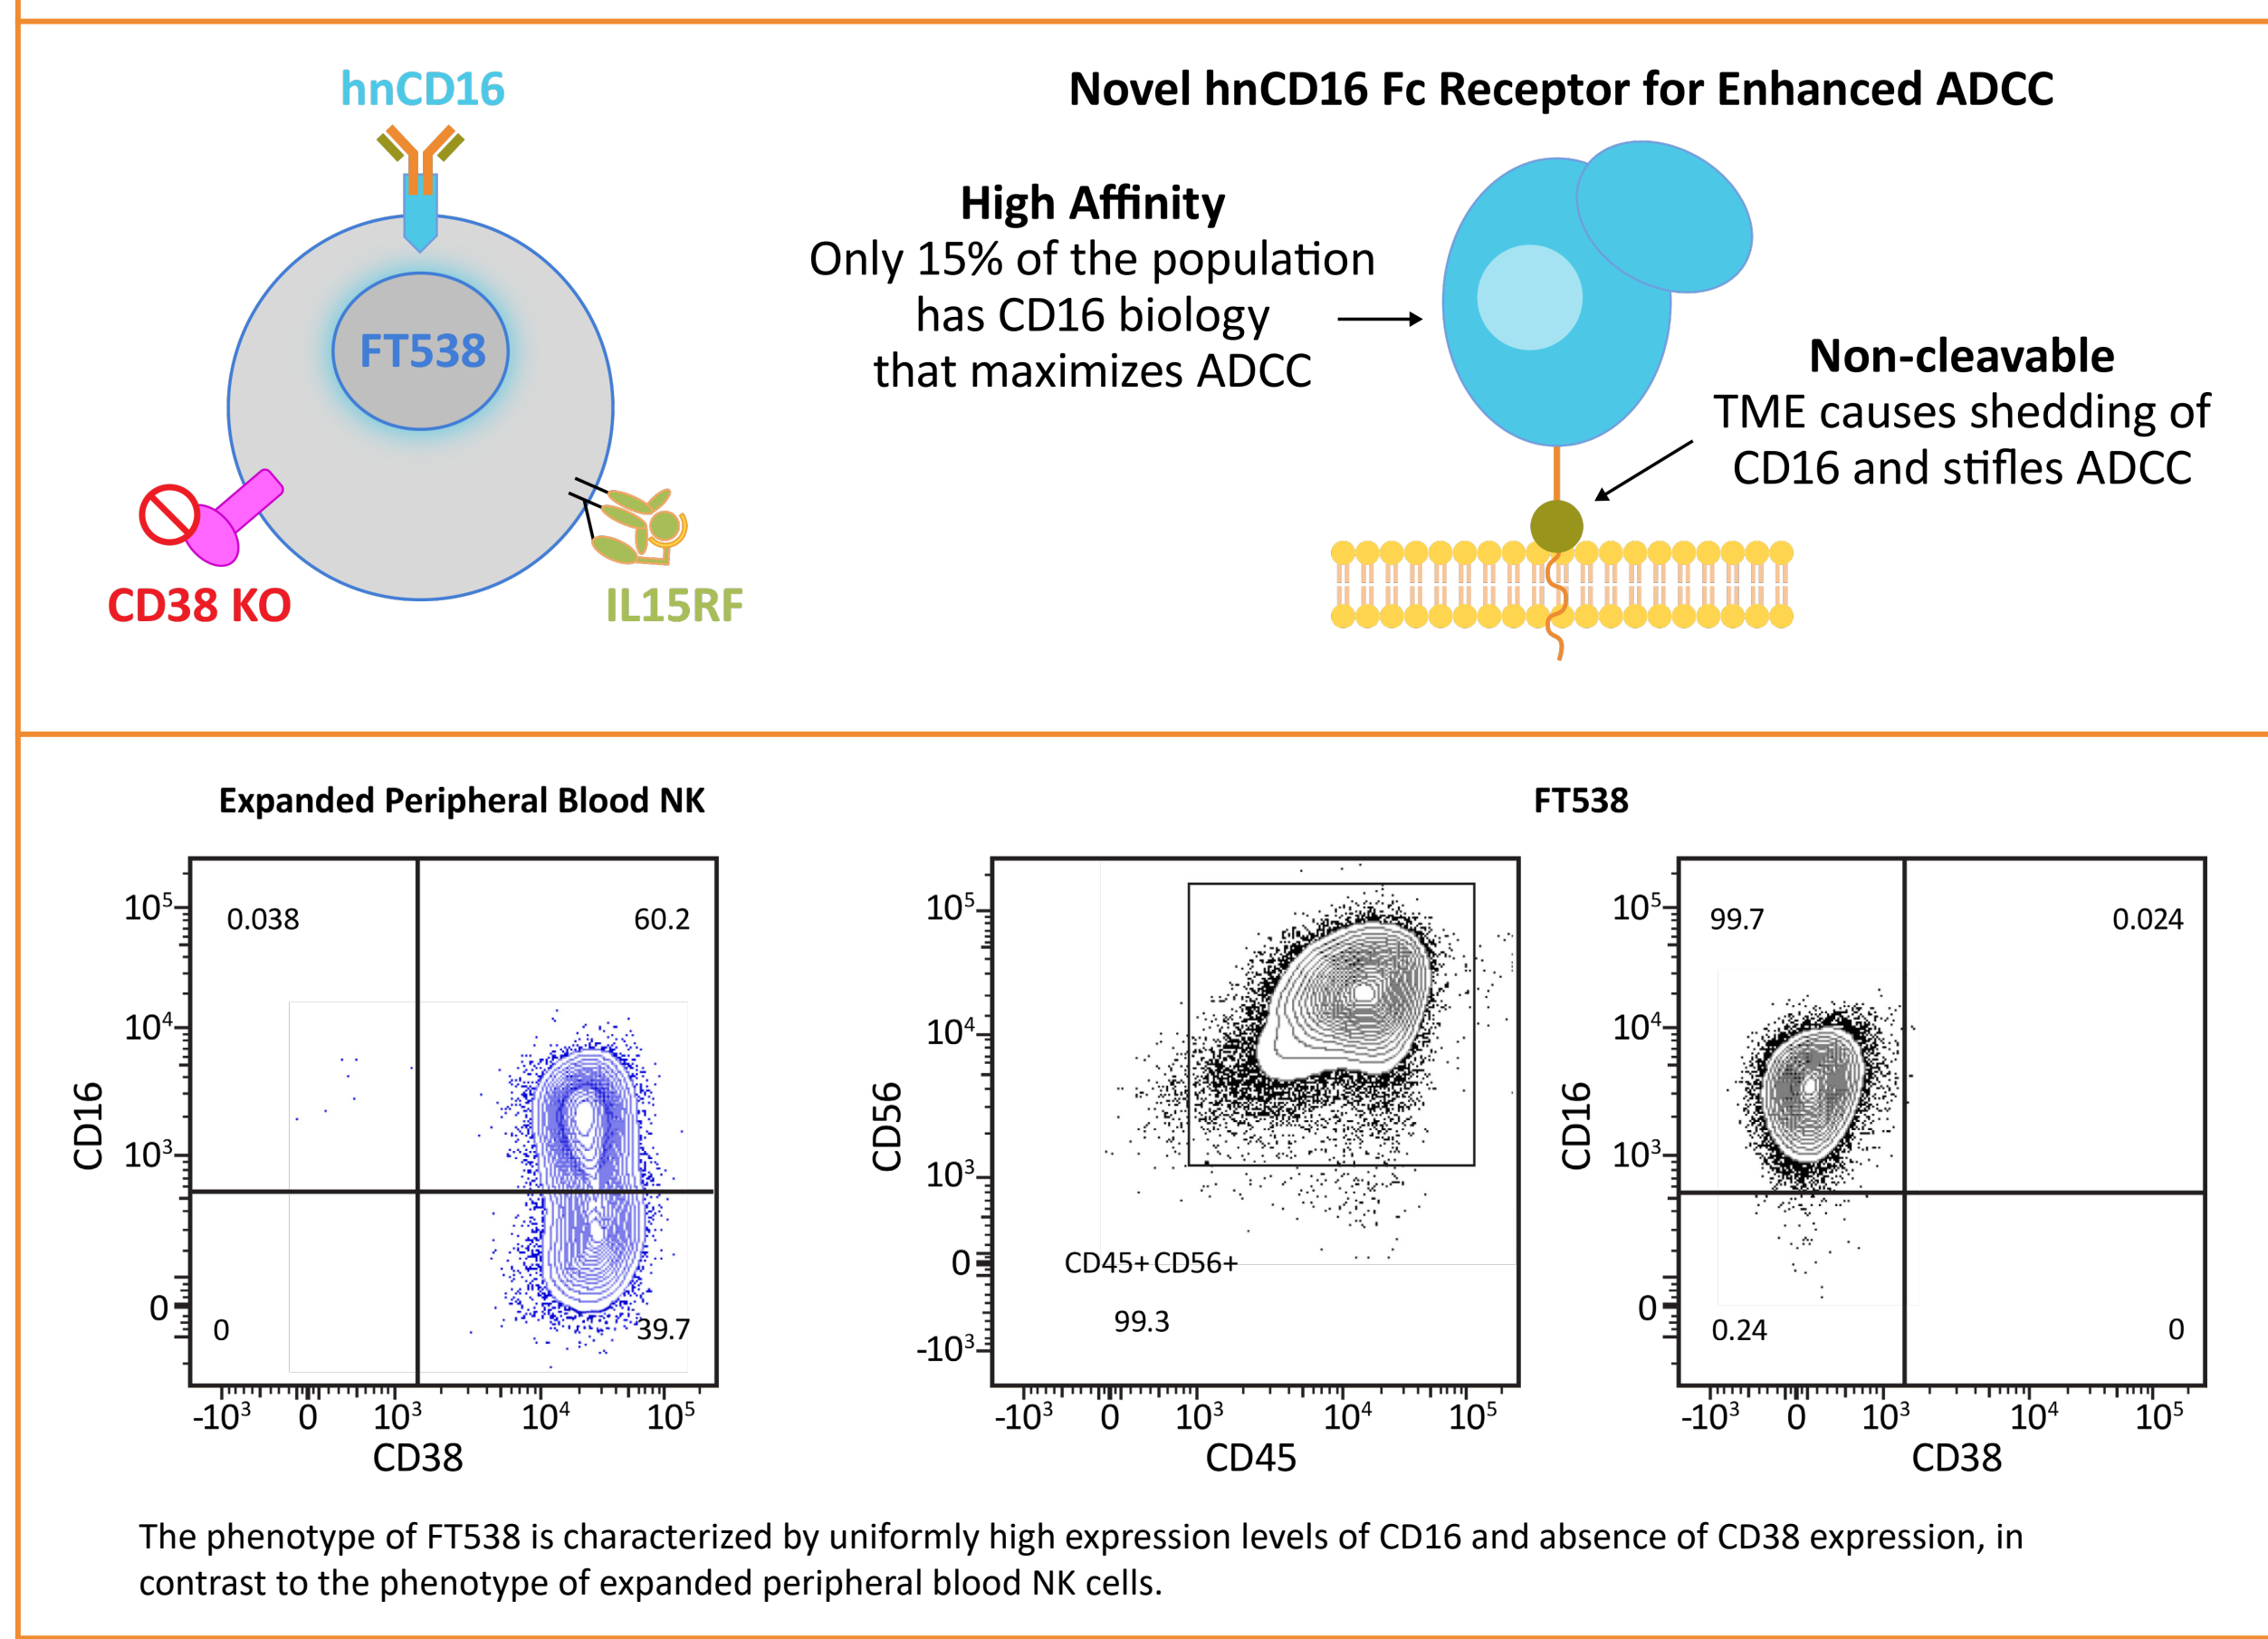 hnCD16
FT538
CD38 KO
IL15RF
Novel hnCD16 Fc Receptor for Enhanced ADCC
High Affinity
Only 15% of the population
has CD16 biology
that maximizes ADCC
Non-cleavable
TME causes shedding of
CD16 and stifles ADCC
Expanded Peripheral Blood NK
CD16
10⁵
10⁴
10³
0
0.038
60.2
0
39.7
-10³ 0 10³ 10⁴ 10⁵
CD38
FT538
CD56
10⁵
10⁴
10³
0
-10³
CD45+CD56+
99.3
-10³ 0 10³ 10⁴ 10⁵
CD45
CD16
10⁵
10⁴
10³
0
99.7
0.024
0.24
0
-10³ 0 10³ 10⁴ 10⁵
CD38
The phenotype of FT538 is characterized by uniformly high expression levels of CD16 and absence of CD38 expression, in
contrast to the phenotype of expanded peripheral blood NK cells.